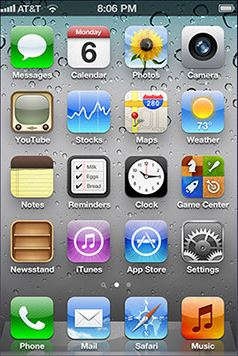 AT&T 8:06 PM
Monday
6
Messages Calendar Photos Camera
280
73°
YouTube Stocks Maps Weather
Milk
Eggs
Bread
Notes Reminders Clock Game Center
Newsstand iTunes App Store Settings
Phone Mail Safari Music